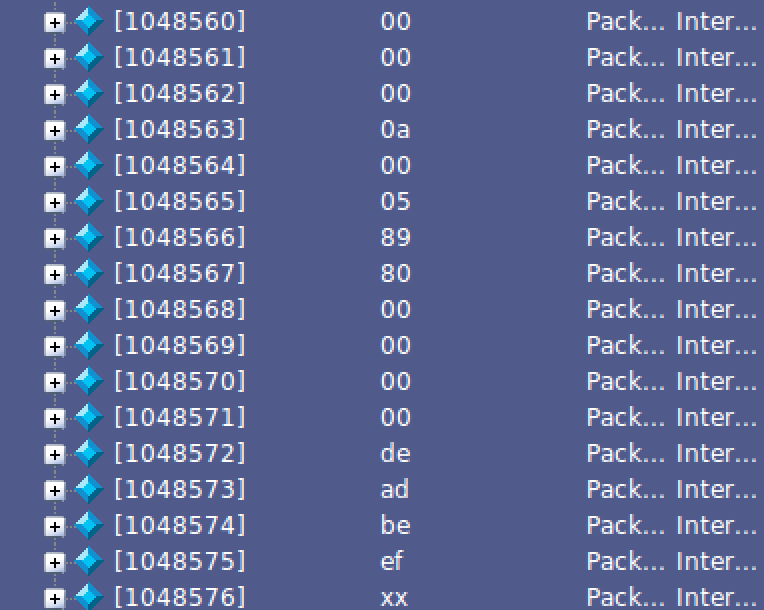 [1048560] 00 Pack... Inter...
[1048561] 00 Pack... Inter...
[1048562] 00 Pack... Inter...
[1048563] 0a Pack... Inter...
[1048564] 00 Pack... Inter...
[1048565] 05 Pack... Inter...
[1048566] 89 Pack... Inter...
[1048567] 80 Pack... Inter...
[1048568] 00 Pack... Inter...
[1048569] 00 Pack... Inter...
[1048570] 00 Pack... Inter...
[1048571] 00 Pack... Inter...
[1048572] de Pack... Inter...
[1048573] ad Pack... Inter...
[1048574] be Pack... Inter...
[1048575] ef Pack... Inter...
[1048576] xx Pack... Inter...